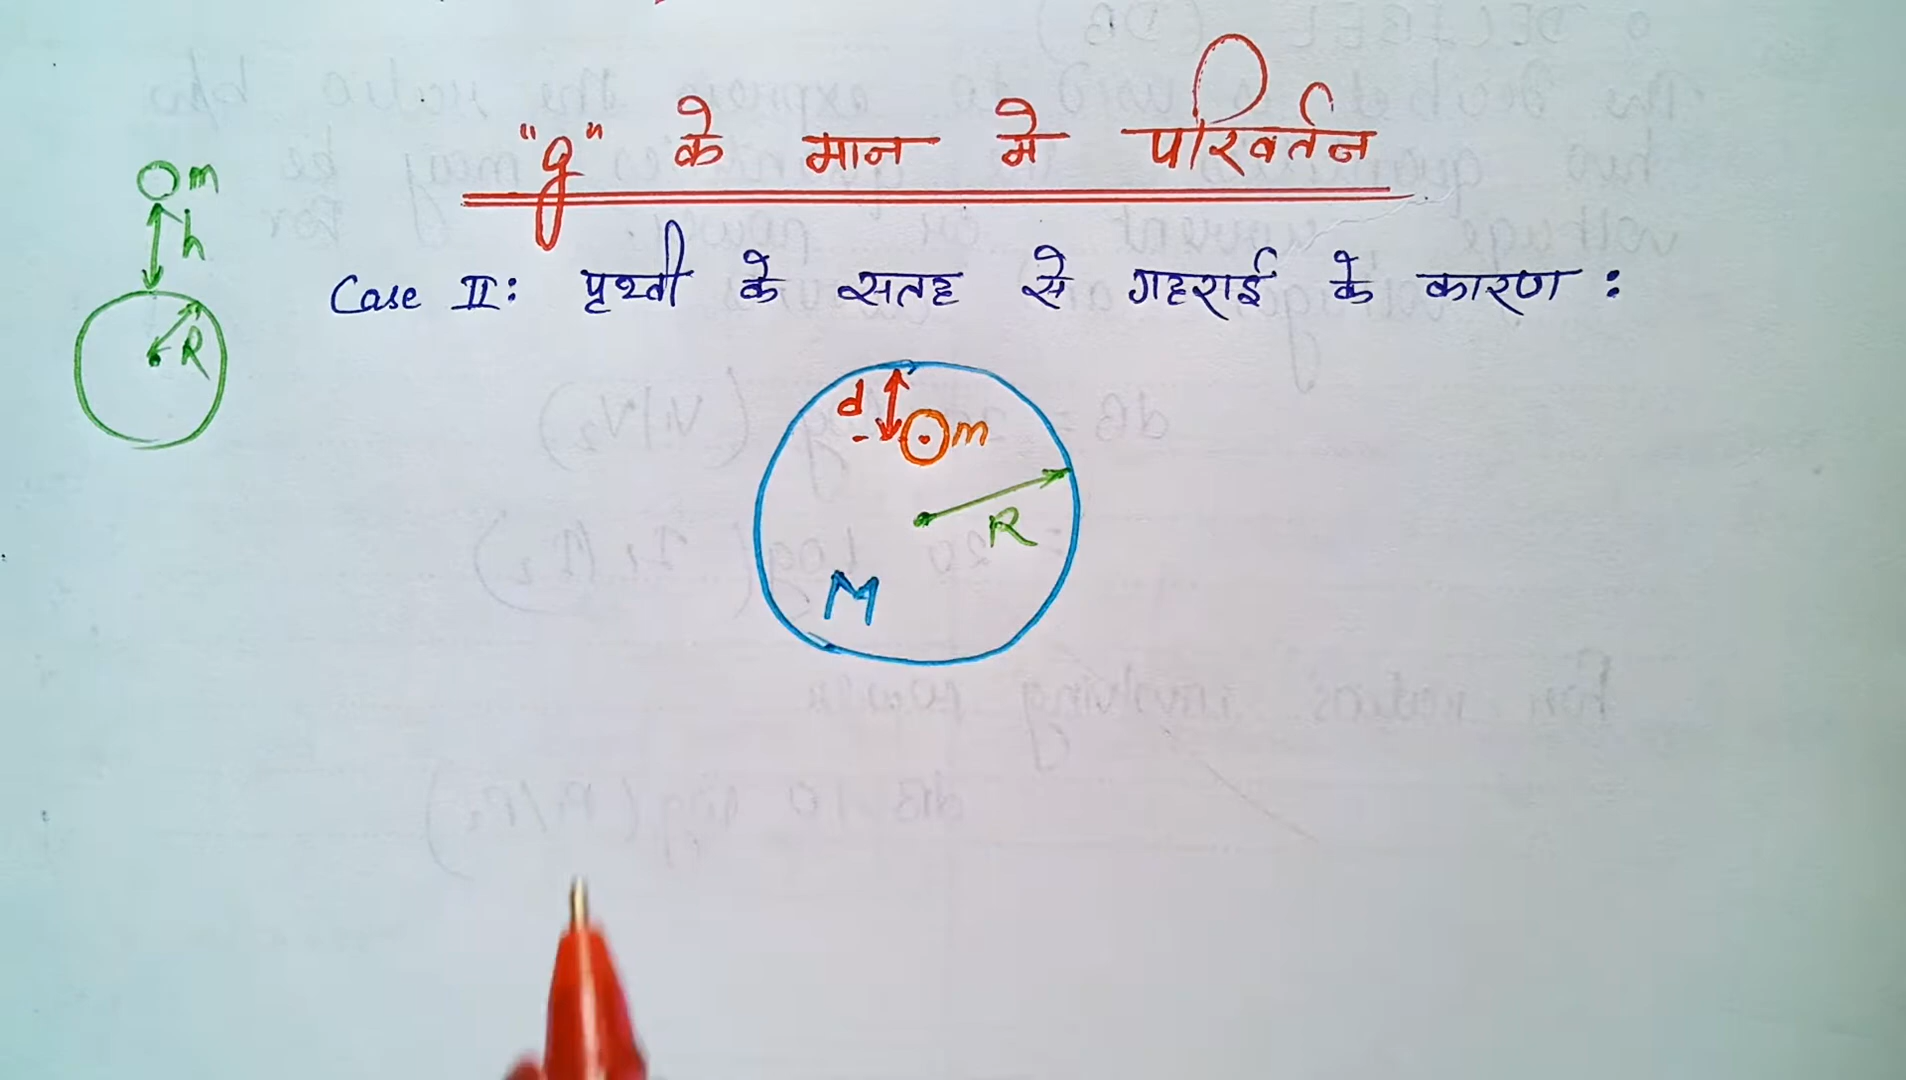 "g" के मान मे परिवर्तन
Case II: पृथ्वी के सतह से गहराई के कारण :
m
h
R
d
m
R
M